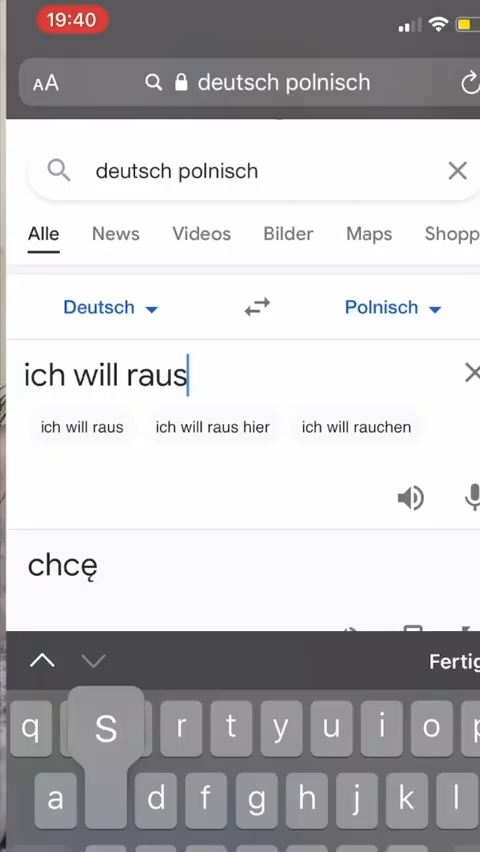 19:40
AA deutsch polnisch
deutsch polnisch
Alle News Videos Bilder Maps Shopp
Deutsch Polnisch
ich will raus
ich will raus ich will raus hier ich will rauchen
chcę
Fertig
q S r t y u i o p
a d f g h j k l